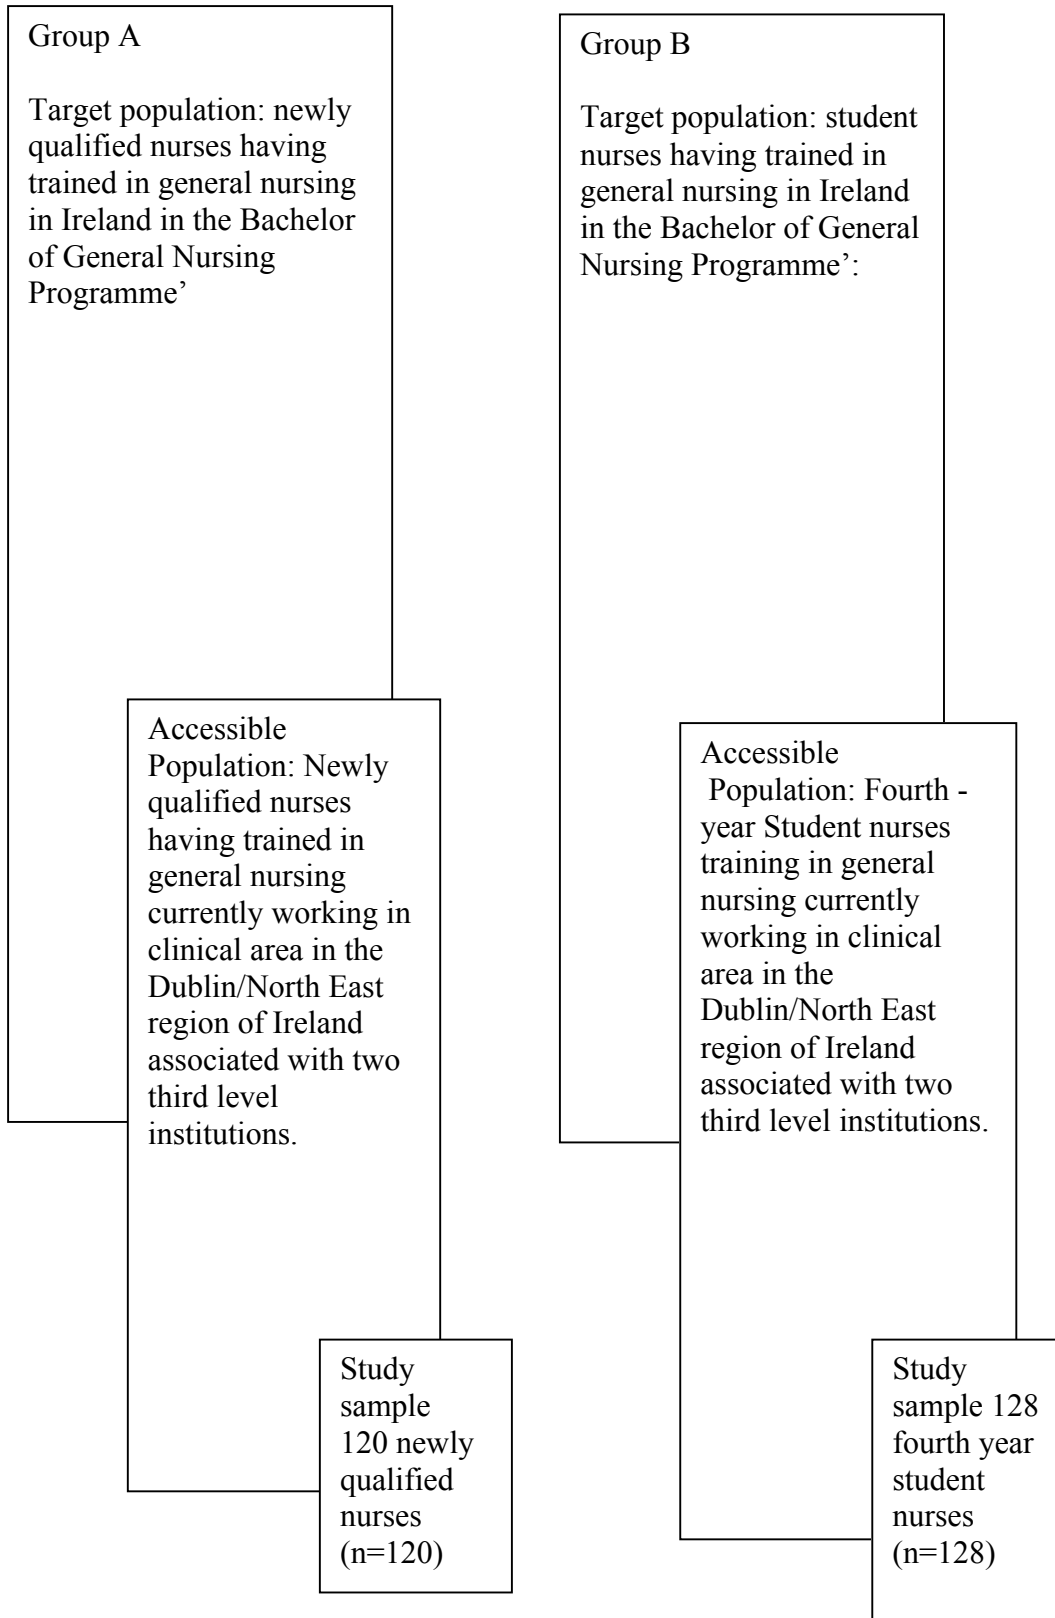 Group A
Target population: newly
qualified nurses having
trained in general nursing
in Ireland in the Bachelor
of General Nursing
Programme’
Accessible
Population: Newly
qualified nurses
having trained in
general nursing
currently working in
clinical area in the
Dublin/North East
region of Ireland
associated with two
third level
institutions.
Study
sample
120 newly
qualified
nurses
(n=120)
Group B
Target population: student
nurses having trained in
general nursing in Ireland
in the Bachelor of General
Nursing Programme’:
Accessible
Population: Fourth -
year Student nurses
training in general
nursing currently
working in clinical
area in the
Dublin/North East
region of Ireland
associated with two
third level institutions.
Study
sample 128
fourth year
student
nurses
(n=128)